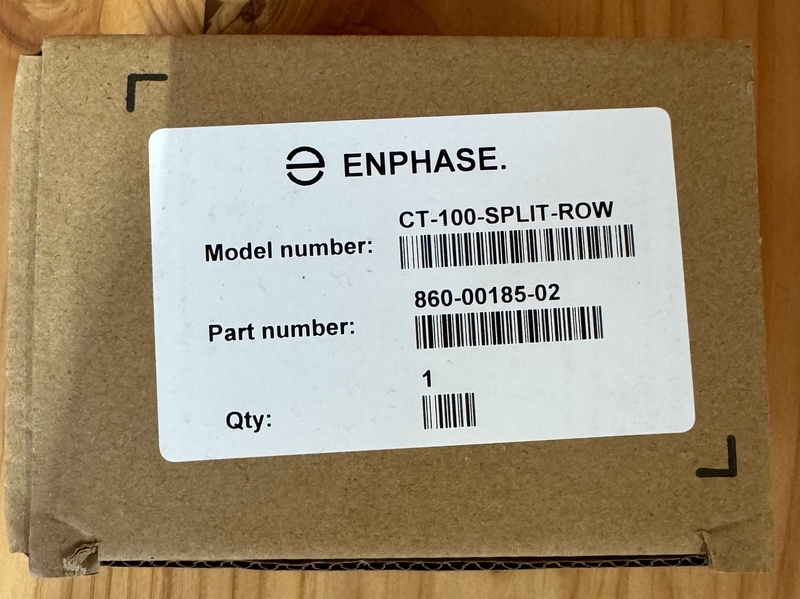 ENPHASE.
Model number: CT-100-SPLIT-ROW
Part number: 860-00185-02
Qty: 1